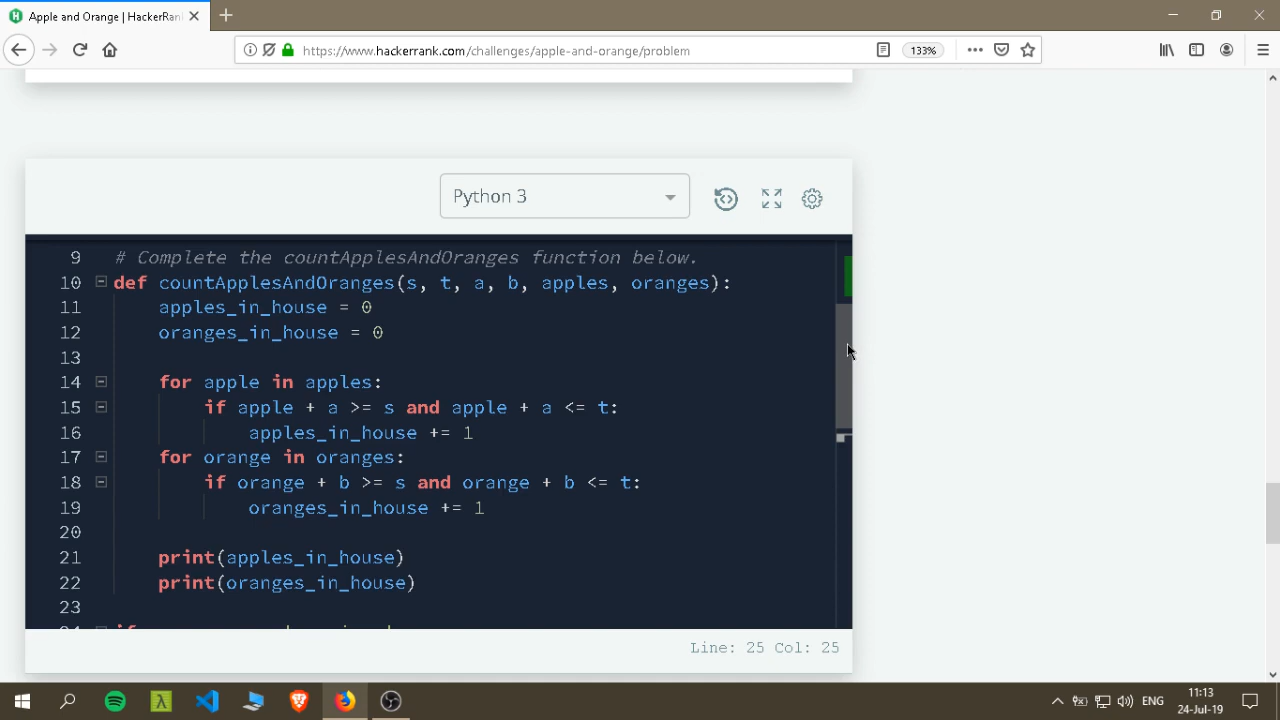 Apple and Orange | HackerRan
https://www.hackerrank.com/challenges/apple-and-orange/problem
133%
Python 3
9 # Complete the countApplesAndOranges function below.
10 def countApplesAndOranges(s, t, a, b, apples, oranges):
11 apples_in_house = 0
12 oranges_in_house = 0
13
14 for apple in apples:
15 if apple + a >= s and apple + a <= t:
16 apples_in_house += 1
17 for orange in oranges:
18 if orange + b >= s and orange + b <= t:
19 oranges_in_house += 1
20
21 print(apples_in_house)
22 print(oranges_in_house)
23
Line: 25 Col: 25
ENG
11:13
24-Jul-19